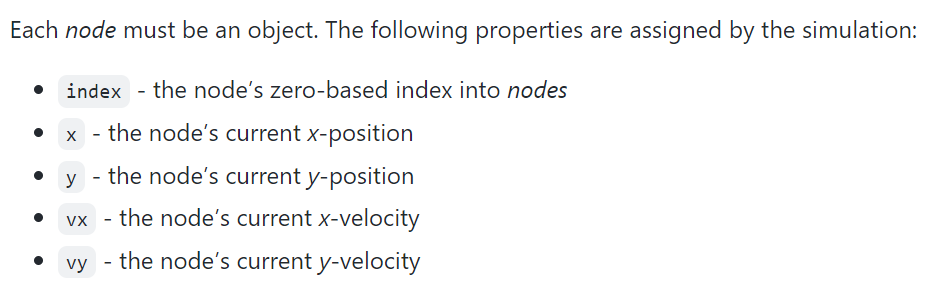 Each node must be an object. The following properties are assigned by the simulation:
• index - the node’s zero-based index into nodes
• x - the node’s current x-position
• y - the node’s current y-position
• vx - the node’s current x-velocity
• vy - the node’s current y-velocity